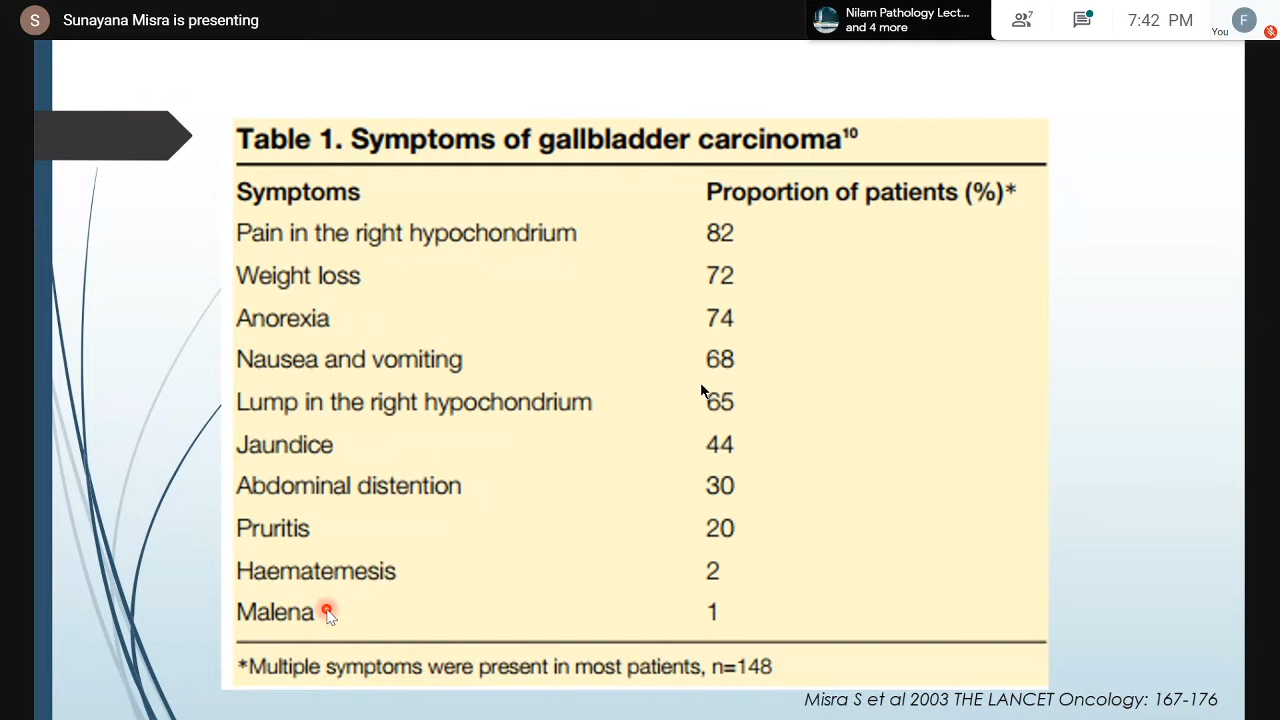 S Sunayana Misra is presenting
Nilam Pathology Lect...
and 4 more
7
7:42 PM
You
F
Table 1. Symptoms of gallbladder carcinoma¹⁰
Symptoms Proportion of patients (%)*
Pain in the right hypochondrium 82
Weight loss 72
Anorexia 74
Nausea and vomiting 68
Lump in the right hypochondrium 65
Jaundice 44
Abdominal distention 30
Pruritis 20
Haematemesis 2
Malena 1
*Multiple symptoms were present in most patients, n=148
Misra S et al 2003 THE LANCET Oncology: 167-176